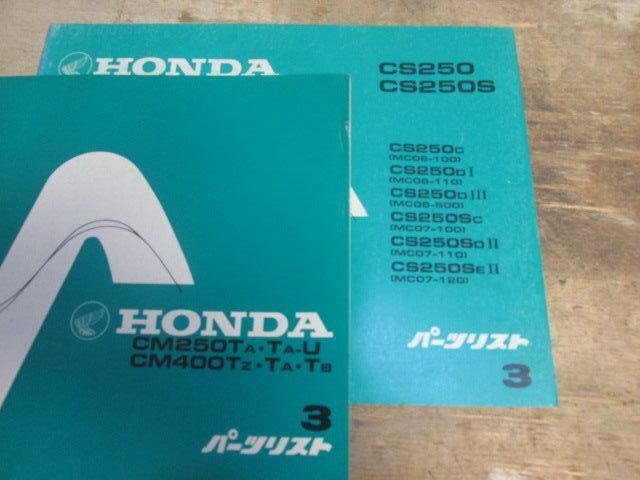 HONDA
CS250
CS250S
CS250C
(MC06-100)
CS250D I
(MC06-110)
CS250D III
(MC06-500)
CS250SC
(MC07-100)
CS250SD II
(MC07-110)
CS250SE II
(MC07-120)
パーツリスト
3
HONDA
CM250TA・TA-U
CM400TZ・TA・TB
3
パーツリスト